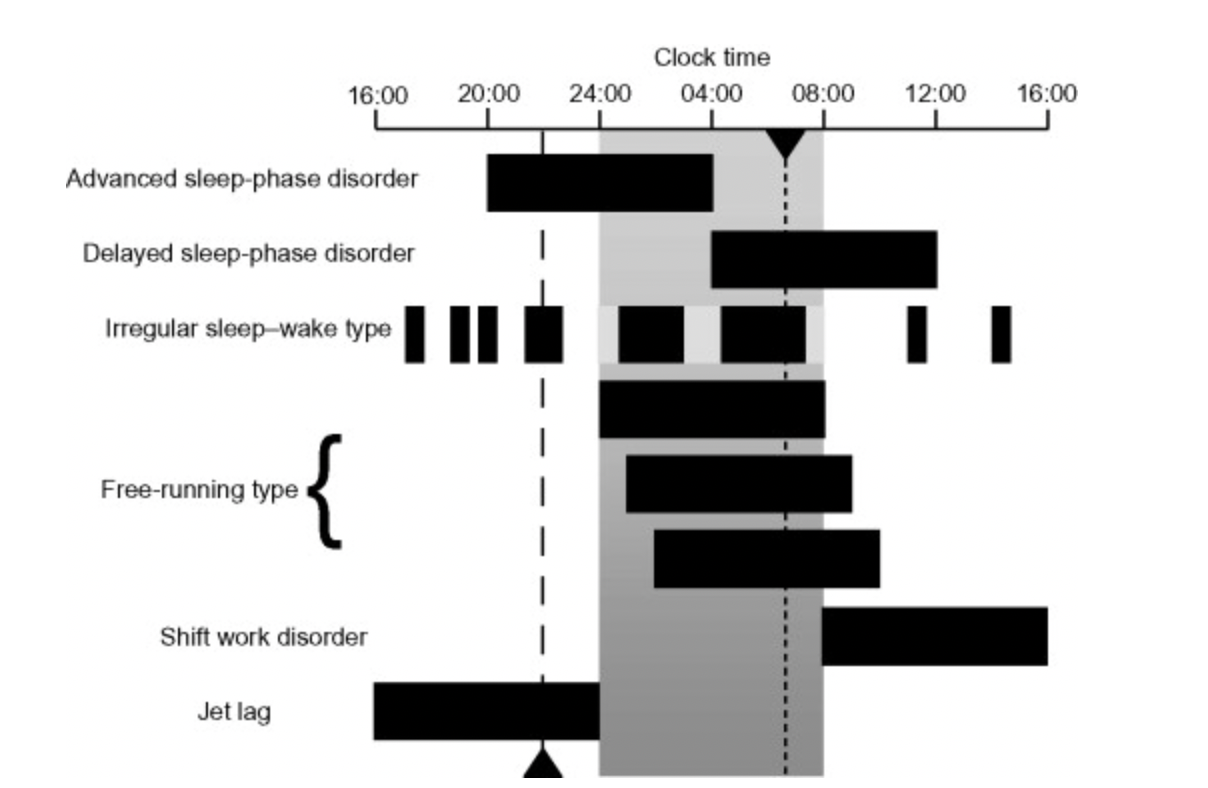 Clock time
16:00 20:00 24:00 04:00 08:00 12:00 16:00
Advanced sleep-phase disorder
Delayed sleep-phase disorder
Irregular sleep–wake type
Free-running type
Shift work disorder
Jet lag